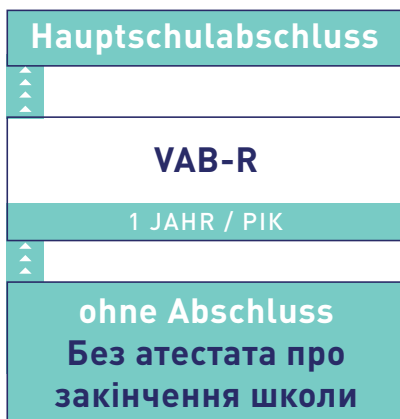 Hauptschulabschluss
VAB-R
1 JAHR / PIK
ohne Abschluss
Без атестата про
закінчення школи